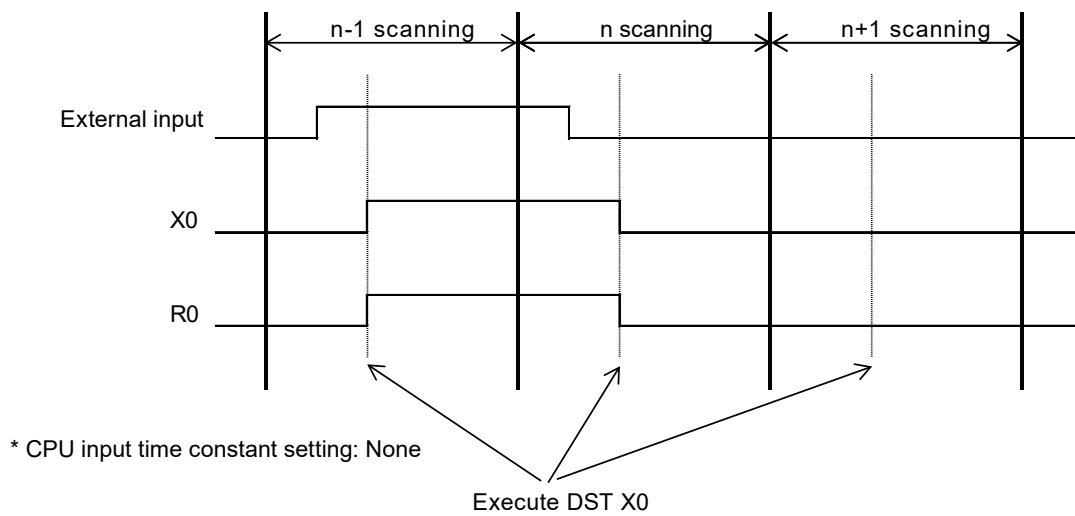 n-1 scanning
n scanning
n+1 scanning
External input
X0
R0
* CPU input time constant setting: None
Execute DST X0